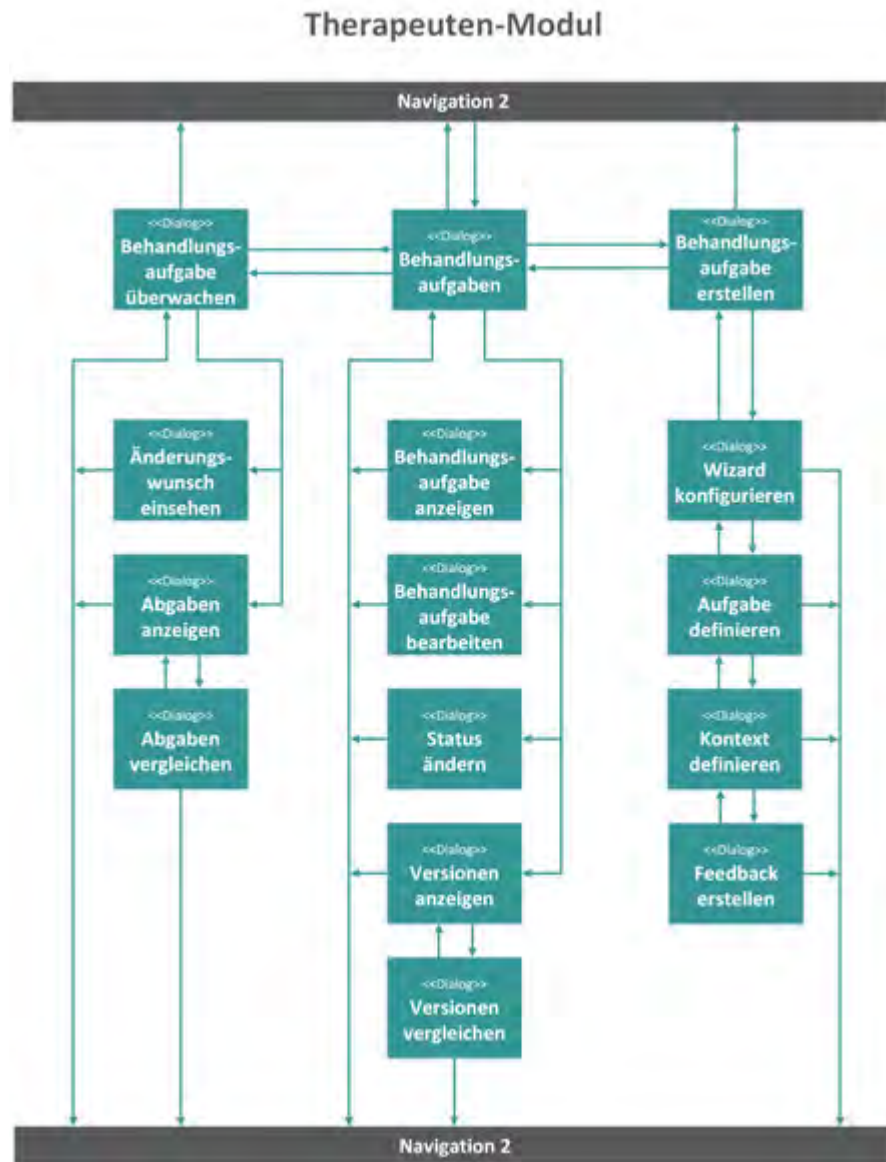 Therapeuten-Modul
Navigation 2
<<Dialog>>
Behandlungs-
aufgabe
überwachen
<<Dialog>>
Behandlungs-
aufgaben
<<Dialog>>
Behandlungs-
aufgabe
erstellen
<<Dialog>>
Änderungs-
wunsch
einsehen
<<Dialog>>
Behandlungs-
aufgabe
anzeigen
<<Dialog>>
Wizard
konfigurieren
<<Dialog>>
Abgaben
anzeigen
<<Dialog>>
Behandlungs-
aufgabe
bearbeiten
<<Dialog>>
Aufgabe
definieren
<<Dialog>>
Abgaben
vergleichen
<<Dialog>>
Status
ändern
<<Dialog>>
Kontext
definieren
<<Dialog>>
Versionen
anzeigen
<<Dialog>>
Feedback
erstellen
<<Dialog>>
Versionen
vergleichen
Navigation 2